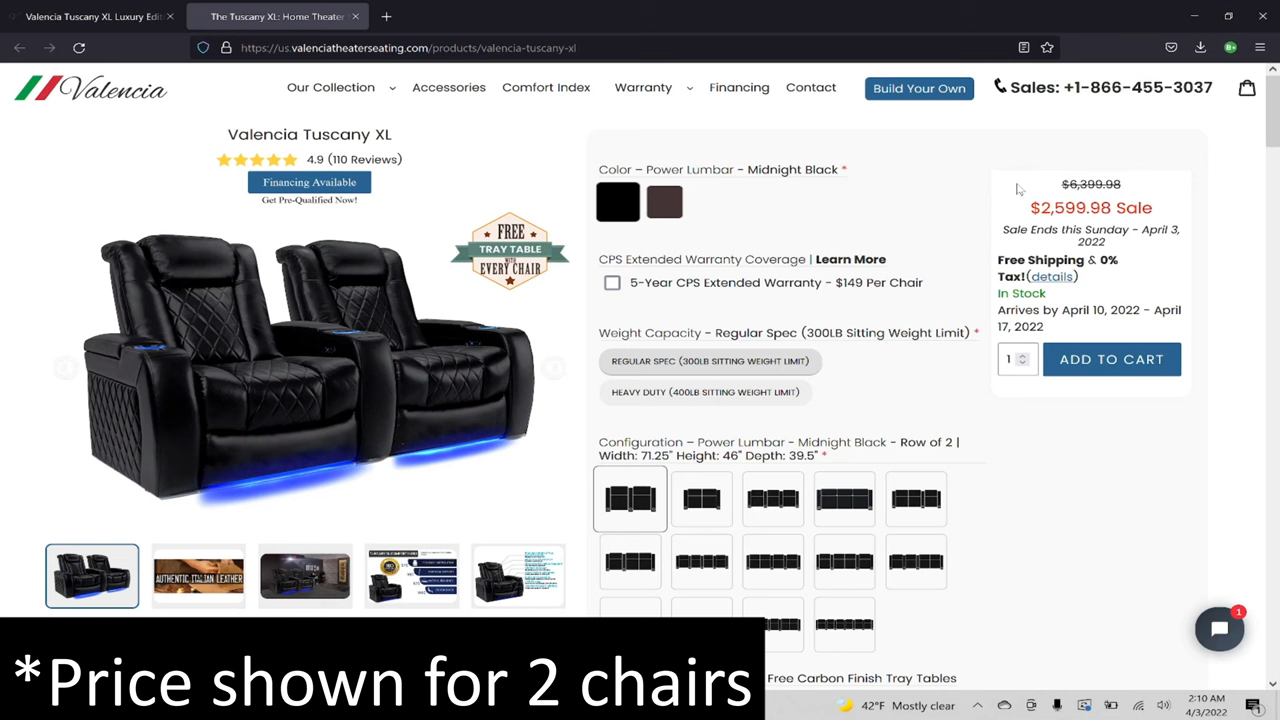 Valencia Tuscany XL Luxury Edit
The Tuscany XL: Home Theater
https://us.valenciatheaterseating.com/products/valencia-tuscany-xl
Valencia
Our Collection
Accessories
Comfort Index
Warranty
Financing
Contact
Build Your Own
Sales: +1-866-455-3037
Valencia Tuscany XL
4.9 (110 Reviews)
Financing Available
Get Pre-Qualified Now!
FREE
TRAY TABLE
WITH
EVERY CHAIR
AUTHENTIC ITALIAN LEATHER
Color – Power Lumbar - Midnight Black *
CPS Extended Warranty Coverage | Learn More
5-Year CPS Extended Warranty - $149 Per Chair
Weight Capacity - Regular Spec (300LB Sitting Weight Limit) *
REGULAR SPEC (300LB SITTING WEIGHT LIMIT)
HEAVY DUTY (400LB SITTING WEIGHT LIMIT)
Configuration – Power Lumbar - Midnight Black - Row of 2 |
Width: 71.25" Height: 46" Depth: 39.5" *
Free Carbon Finish Tray Tables
$6,399.98
$2,599.98 Sale
Sale Ends this Sunday - April 3,
2022
Free Shipping & 0%
Tax!(details)
In Stock
Arrives by April 10, 2022 - April
17, 2022
1
ADD TO CART
1
*Price shown for 2 chairs
42°F Mostly clear
2:10 AM
4/3/2022
1